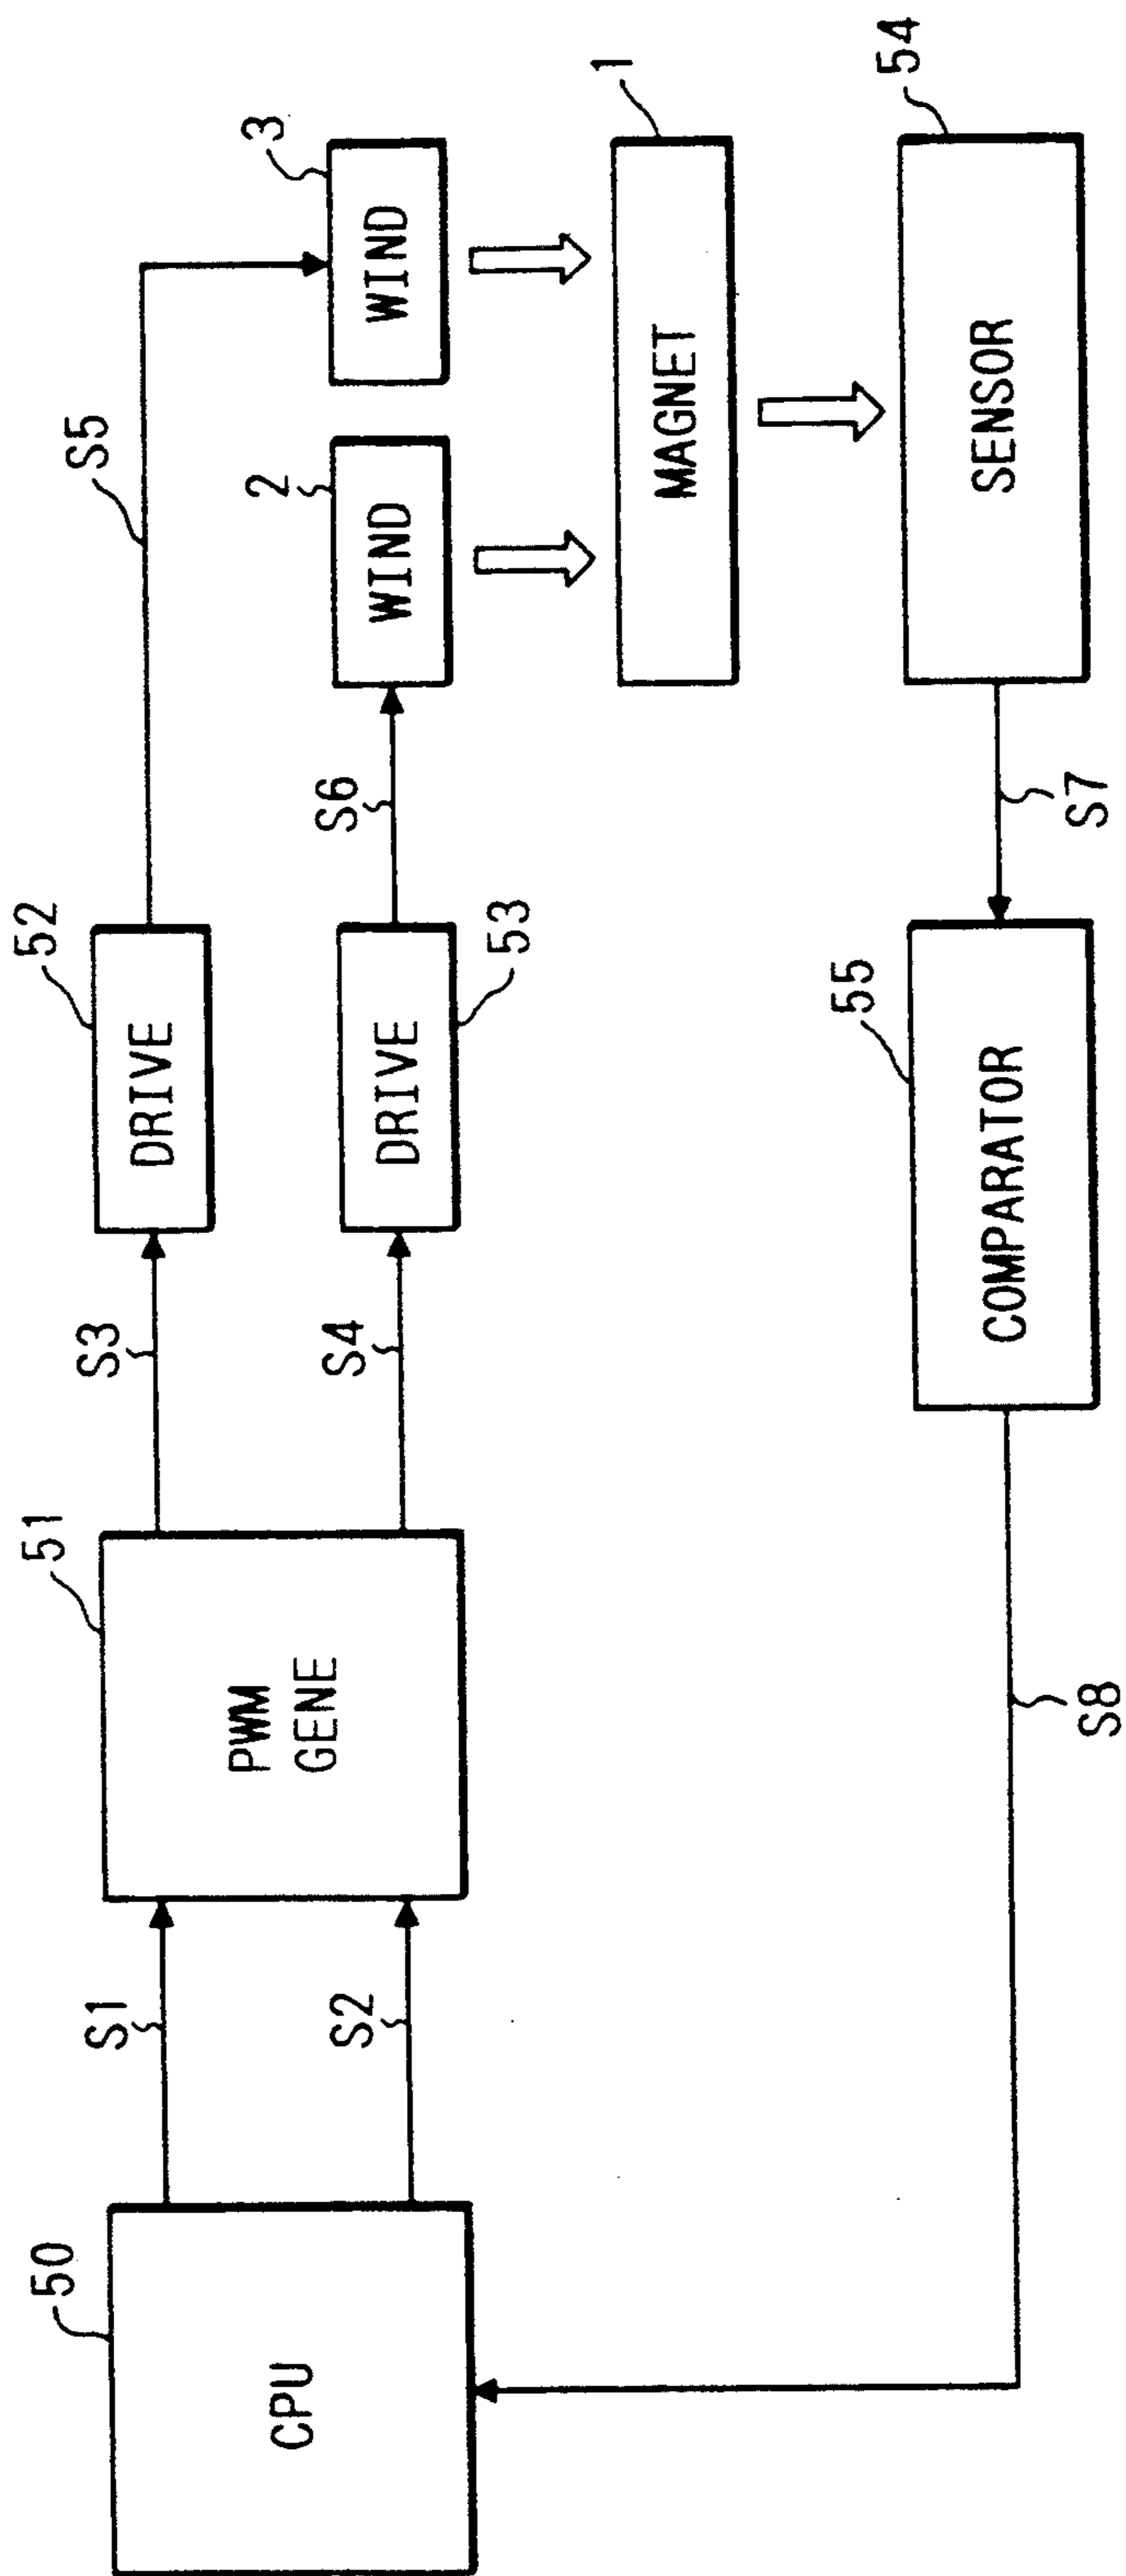 50
CPU
S1
S2
51
PWM
GENE
S3
S4
52
DRIVE
DRIVE
53
S5
S6
3
WIND
2
WIND
1
MAGNET
54
SENSOR
S7
55
COMPARATOR
S8